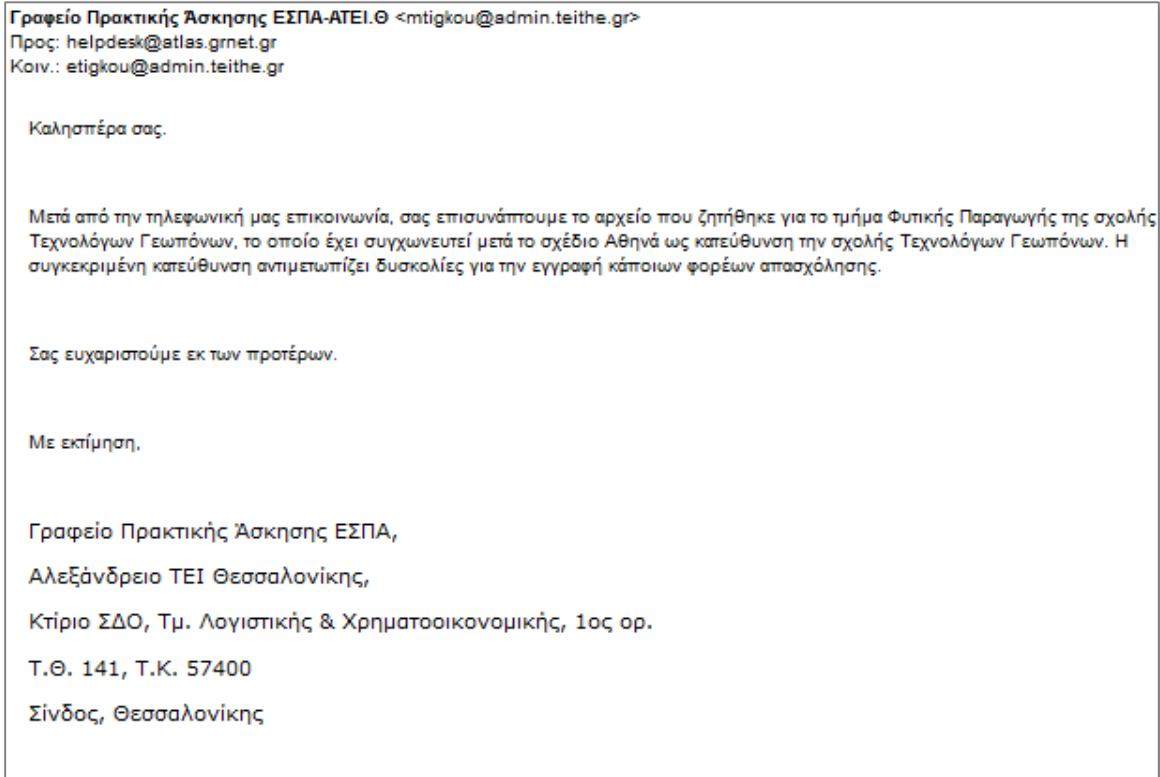 Γραφείο Πρακτικής Άσκησης ΕΣΠΑ-ΑΤΕΙ.Θ <mtigkou@admin.teithe.gr>
Προς: helpdesk@atlas.grnet.gr
Κοιν.: etigkou@admin.teithe.gr
Καλησπέρα σας.
Μετά από την τηλεφωνική μας επικοινωνία, σας επισυνάπτουμε το αρχείο που ζητήθηκε για το τμήμα Φυτικής Παραγωγής της σχολής
Τεχνολόγων Γεωπόνων, το οποίο έχει συγχωνευτεί μετά το σχέδιο Αθηνά ως κατεύθυνση την σχολής Τεχνολόγων Γεωπόνων. Η
συγκεκριμένη κατεύθυνση αντιμετωπίζει δυσκολίες για την εγγραφή κάποιων φορέων απασχόλησης.
Σας ευχαριστούμε εκ των προτέρων.
Με εκτίμηση,
Γραφείο Πρακτικής Άσκησης ΕΣΠΑ,
Αλεξάνδρειο ΤΕΙ Θεσσαλονίκης,
Κτίριο ΣΔΟ, Τμ. Λογιστικής & Χρηματοοικονομικής, 1ος ορ.
Τ.Θ. 141, Τ.Κ. 57400
Σίνδος, Θεσσαλονίκης